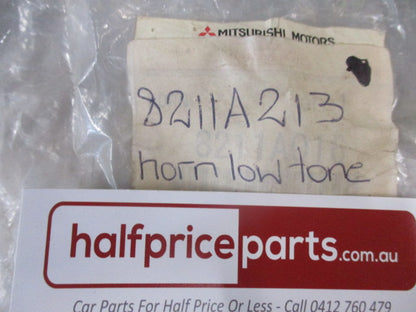 MITSUBISHI MOTORS
8211A213
horn low tone
halfpriceparts.com.au
Car Parts For Half Price Or Less - Call 0412 760 479